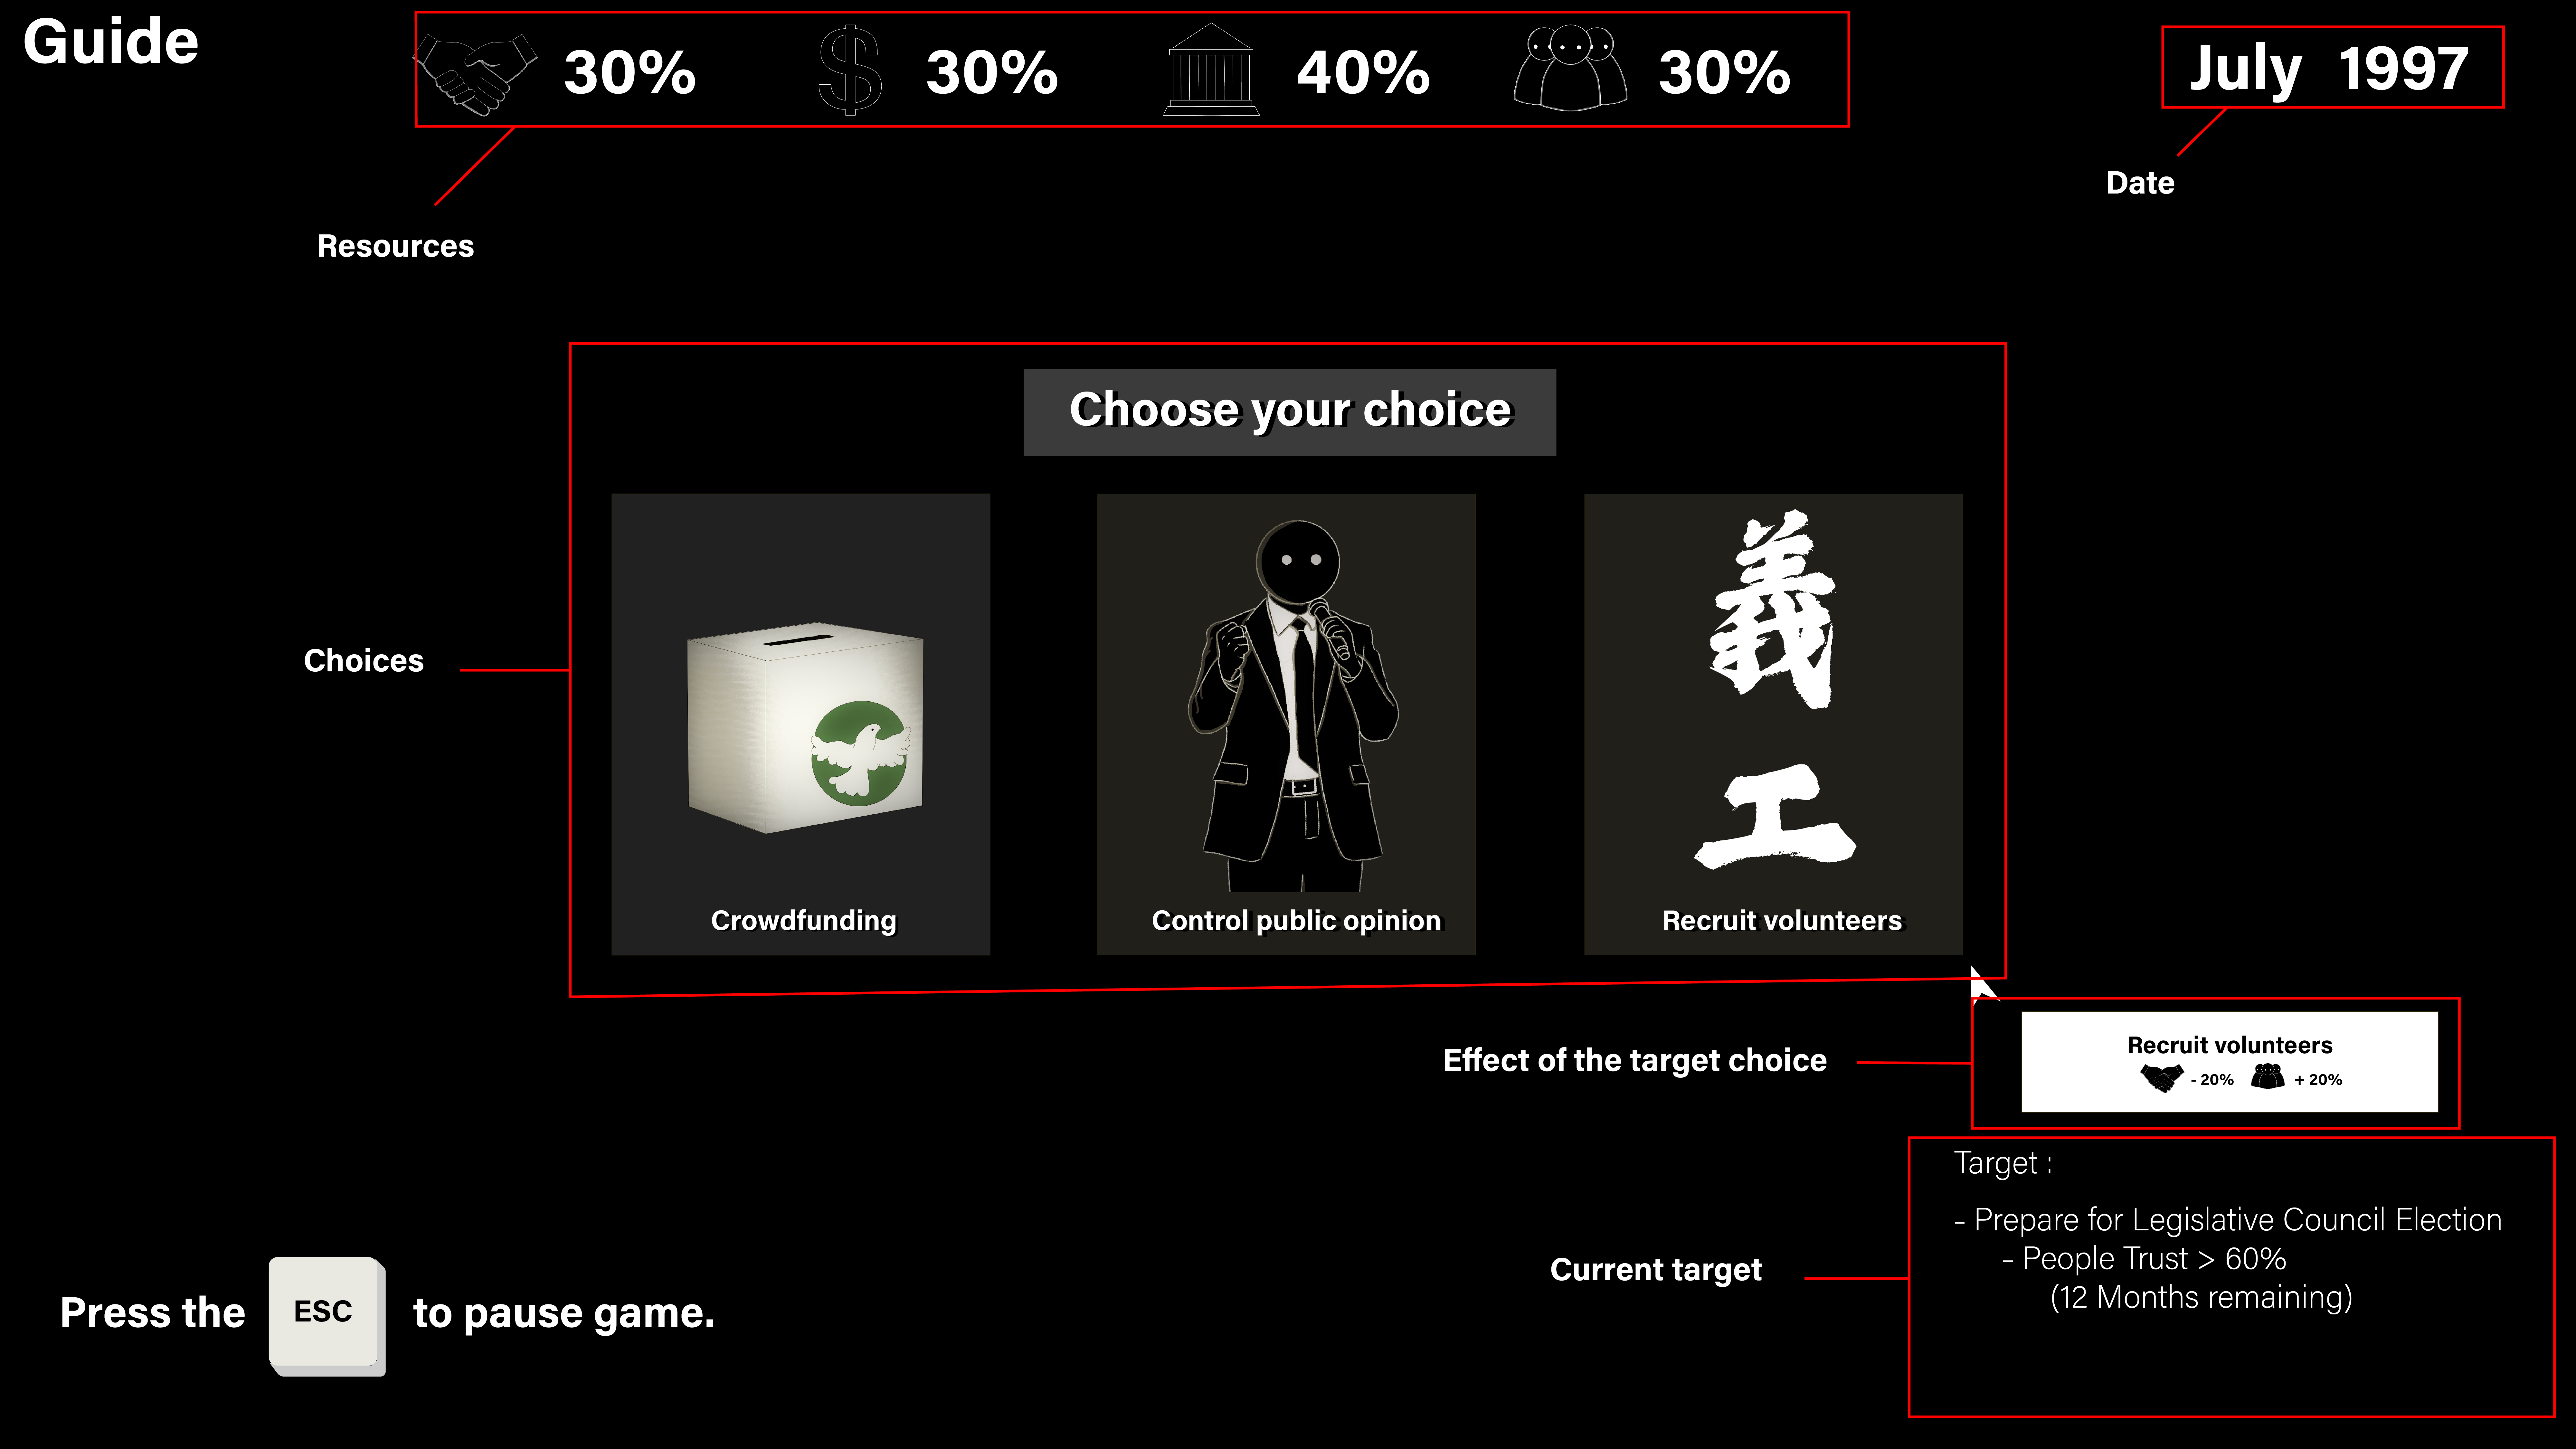 Guide
30%
$
30%
40%
30%
July 1997
Date
Resources
Choose your choice
Choices
義
工
Crowdfunding
Control public opinion
Recruit volunteers
Effect of the target choice
Recruit volunteers
- 20%
+ 20%
Target :
- Prepare for Legislative Council Election
- People Trust > 60%
(12 Months remaining)
Current target
Press the ESC to pause game.